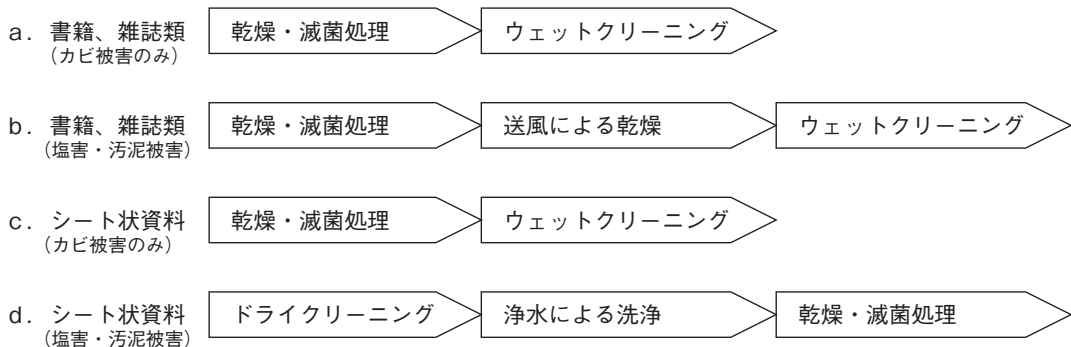 a．書籍、雑誌類 乾燥・滅菌処理 ウェットクリーニング
（カビ被害のみ）
b．書籍、雑誌類 乾燥・滅菌処理 送風による乾燥 ウェットクリーニング
（塩害・汚泥被害）
c．シート状資料 乾燥・滅菌処理 ウェットクリーニング
（カビ被害のみ）
d．シート状資料 ドライクリーニング 浄水による洗浄 乾燥・滅菌処理
（塩害・汚泥被害）